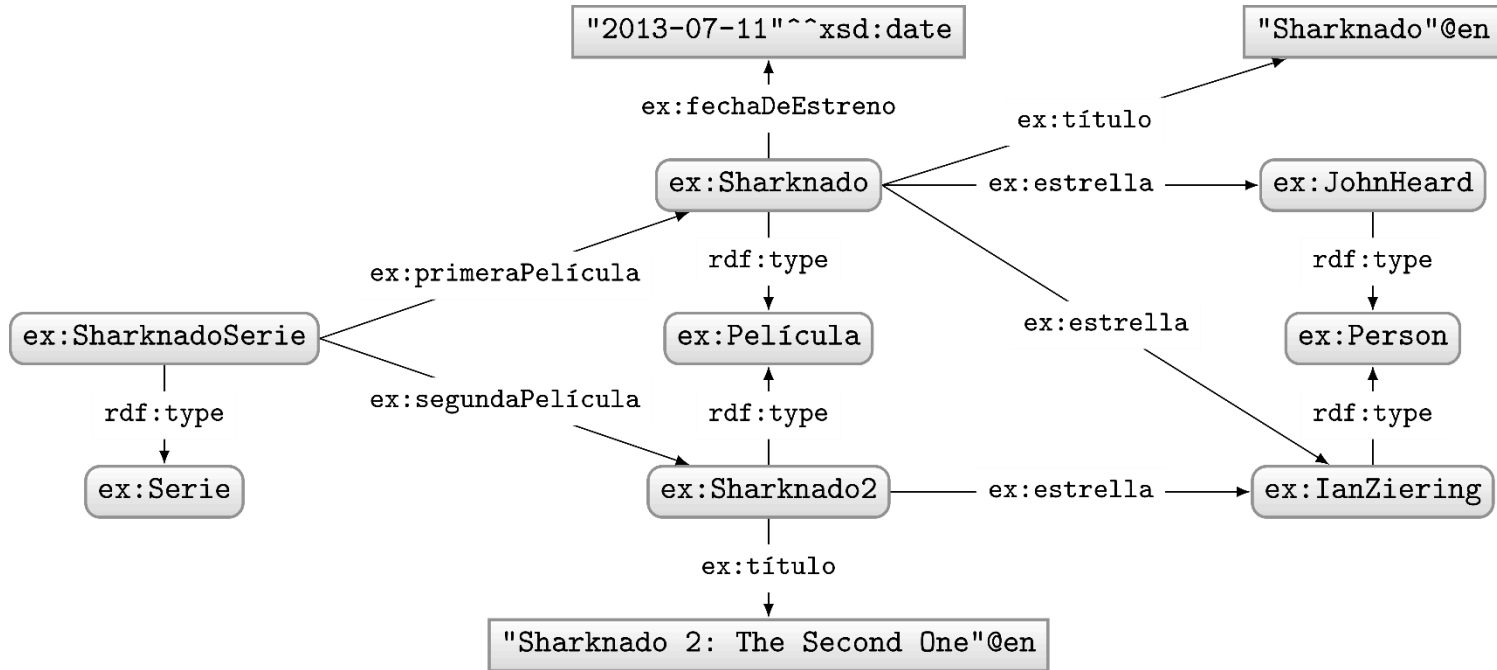 "2013-07-11"^^xsd:date
"Sharknado"@en
ex:fechaDeEstreno
ex:título
ex:Sharknado
ex:estrella
ex:JohnHeard
ex:primeraPelícula
rdf:type
rdf:type
ex:SharknadoSerie
ex:Película
ex:estrella
ex:Person
ex:segundaPelícula
rdf:type
rdf:type
rdf:type
ex:Serie
ex:Sharknado2
ex:estrella
ex:IanZiering
ex:título
"Sharknado 2: The Second One"@en